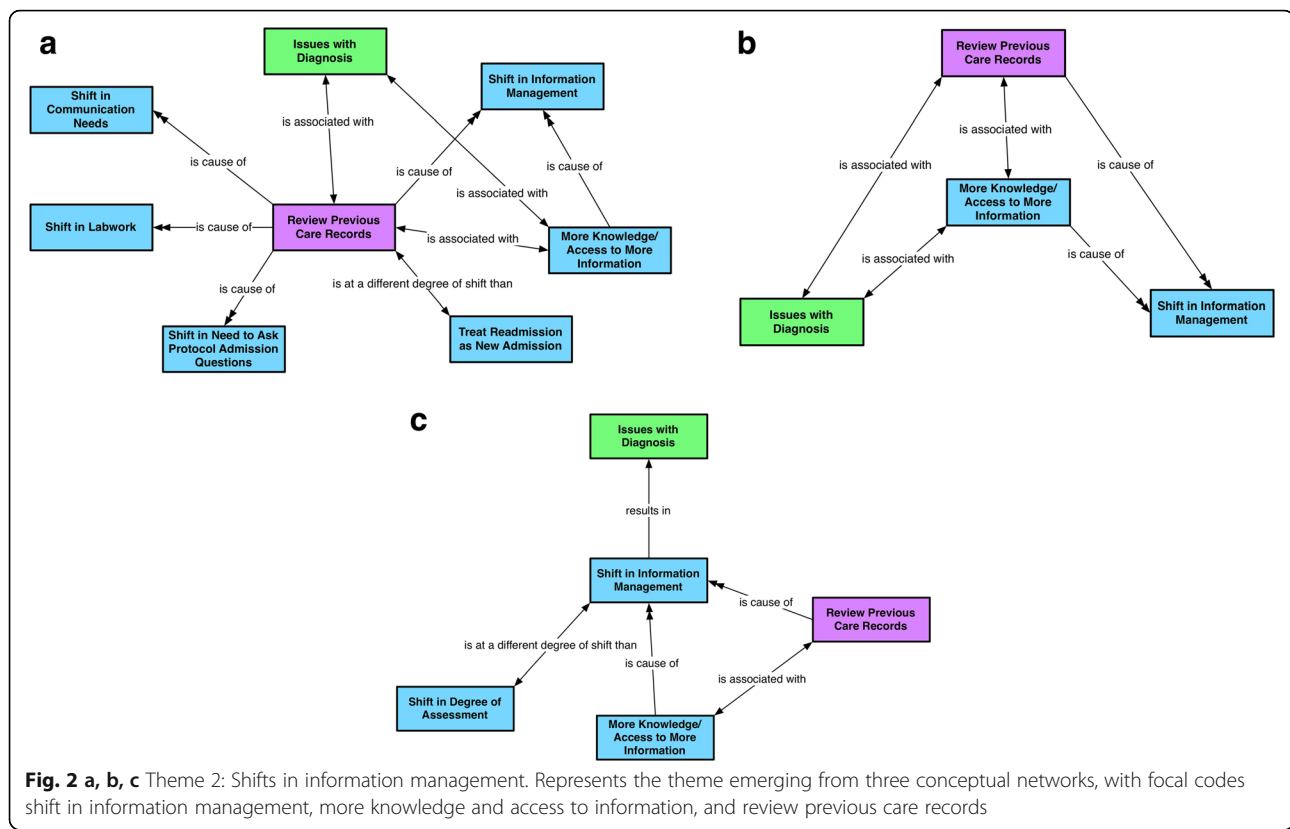 a
Issues with
Diagnosis
Shift in Information
Management
Shift in
Communication
Needs
is associated with
is cause of
is cause of
is cause of
is associated with
Shift in Labwork
is cause of
Review Previous
Care Records
is associated with
More Knowledge/
Access to More
Information
is at a different degree of shift than
is cause of
Shift in Need to Ask
Protocol Admission
Questions
Treat Readmission
as New Admission
b
Review Previous
Care Records
is associated with
is associated with
is cause of
More Knowledge/
Access to More
Information
is associated with
is cause of
Issues with
Diagnosis
Shift in Information
Management
c
Issues with
Diagnosis
results in
Shift in Information
Management
is cause of
Review Previous
Care Records
is at a different degree of shift than
is cause of
is associated with
Shift in Degree of
Assessment
More Knowledge/
Access to More
Information
Fig. 2 a, b, c Theme 2: Shifts in information management. Represents the theme emerging from three conceptual networks, with focal codes
shift in information management, more knowledge and access to information, and review previous care records